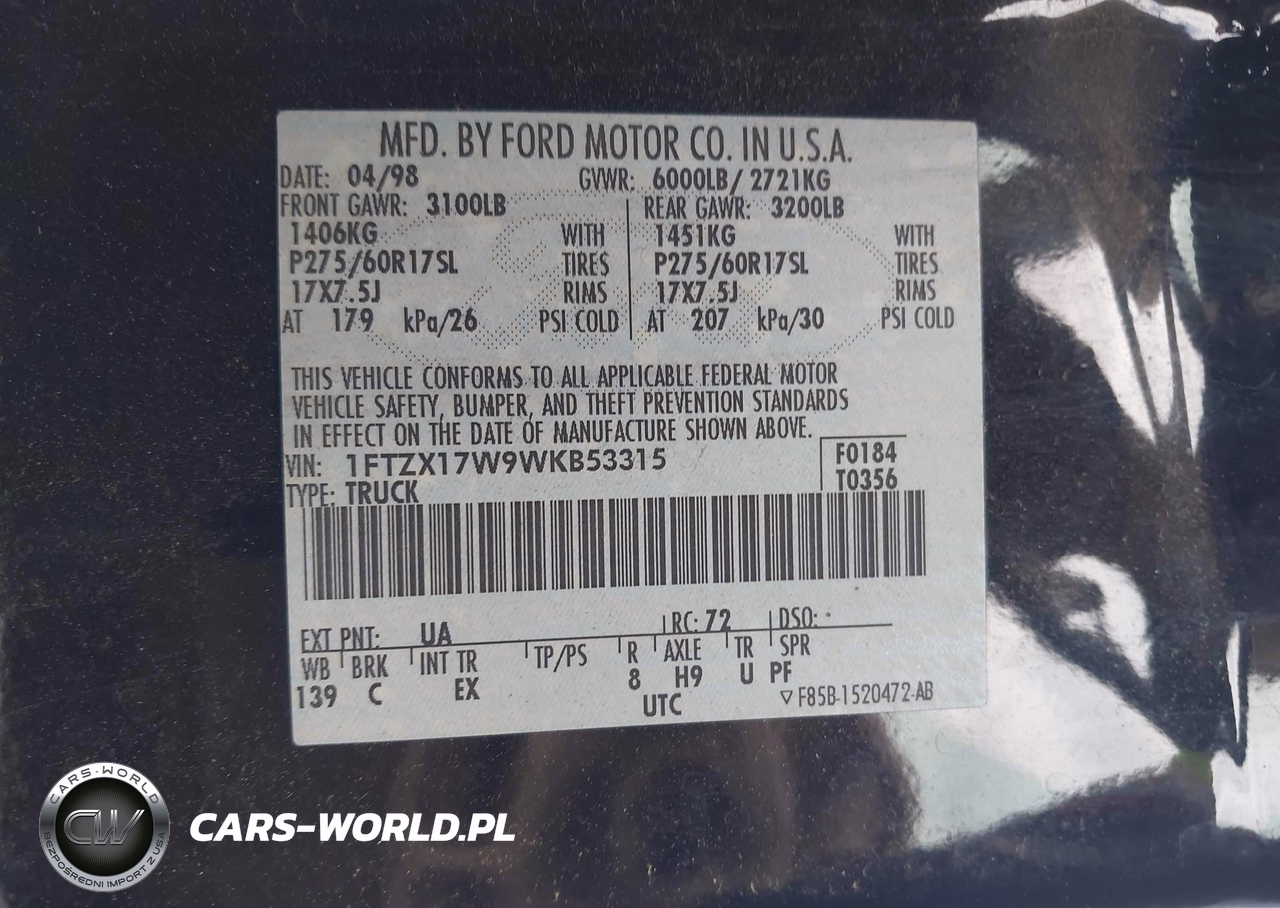 MFD. BY FORD MOTOR CO. IN U.S.A.
DATE: 04/98 GVWR: 6000LB/ 2721KG
FRONT GAWR: 3100LB REAR GAWR: 3200LB
1406KG WITH 1451KG WITH
P275/60R17SL TIRES P275/60R17SL TIRES
17X7.5J RIMS 17X7.5J RIMS
AT 179 kPa/26 PSI COLD AT 207 kPa/30 PSI COLD
THIS VEHICLE CONFORMS TO ALL APPLICABLE FEDERAL MOTOR
VEHICLE SAFETY, BUMPER, AND THEFT PREVENTION STANDARDS
IN EFFECT ON THE DATE OF MANUFACTURE SHOWN ABOVE.
VIN: 1FTZX17W9WKB53315 F0184
TYPE: TRUCK T0356
EXT PNT: UA RC: 72 DSO:
WB BRK INT TR TP/PS R AXLE TR SPR
139 C EX 8 H9 U PF
UTC ▽F85B-1520472-AB
CARS-WORLD
CW
BEZPOŚREDNI IMPORT Z USA
CARS-WORLD.PL